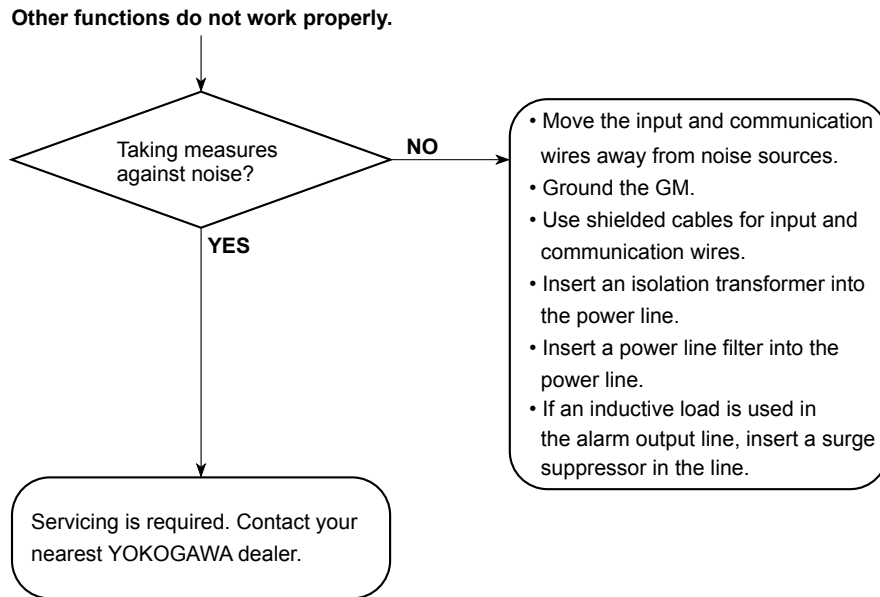 Other functions do not work properly.
Taking measures
against noise?
NO
YES
• Move the input and communication
wires away from noise sources.
• Ground the GM.
• Use shielded cables for input and
communication wires.
• Insert an isolation transformer into
the power line.
• Insert a power line filter into the
power line.
• If an inductive load is used in
the alarm output line, insert a surge
suppressor in the line.
Servicing is required. Contact your
nearest YOKOGAWA dealer.